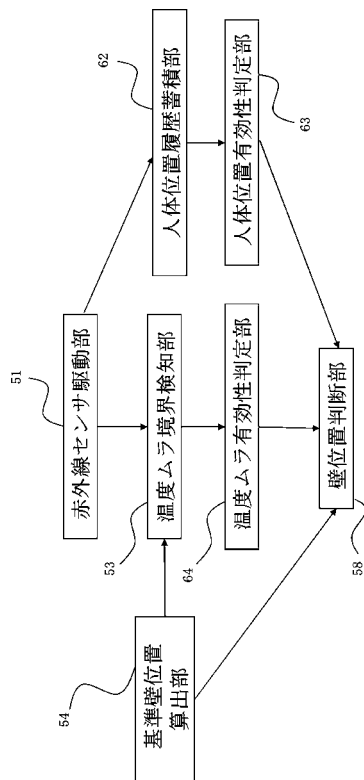 51
赤外線センサ駆動部
62
人体位置履歴蓄積部
54
基準壁位置
算出部
53
温度ムラ境界検知部
人体位置有効性判定部
63
64
温度ムラ有効性判定部
壁位置判断部
58